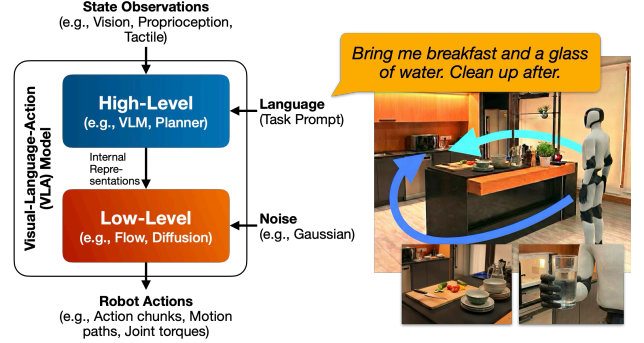 State Observations
(e.g., Vision, Proprioception,
Tactile)
Visual-Language-Action
(VLA) Model
High-Level
(e.g., VLM, Planner)
Language
(Task Prompt)
Internal
Repre-
sentations
Low-Level
(e.g., Flow, Diffusion)
Noise
(e.g., Gaussian)
Robot Actions
(e.g., Action chunks, Motion
paths, Joint torques)
Bring me breakfast and a glass
of water. Clean up after.